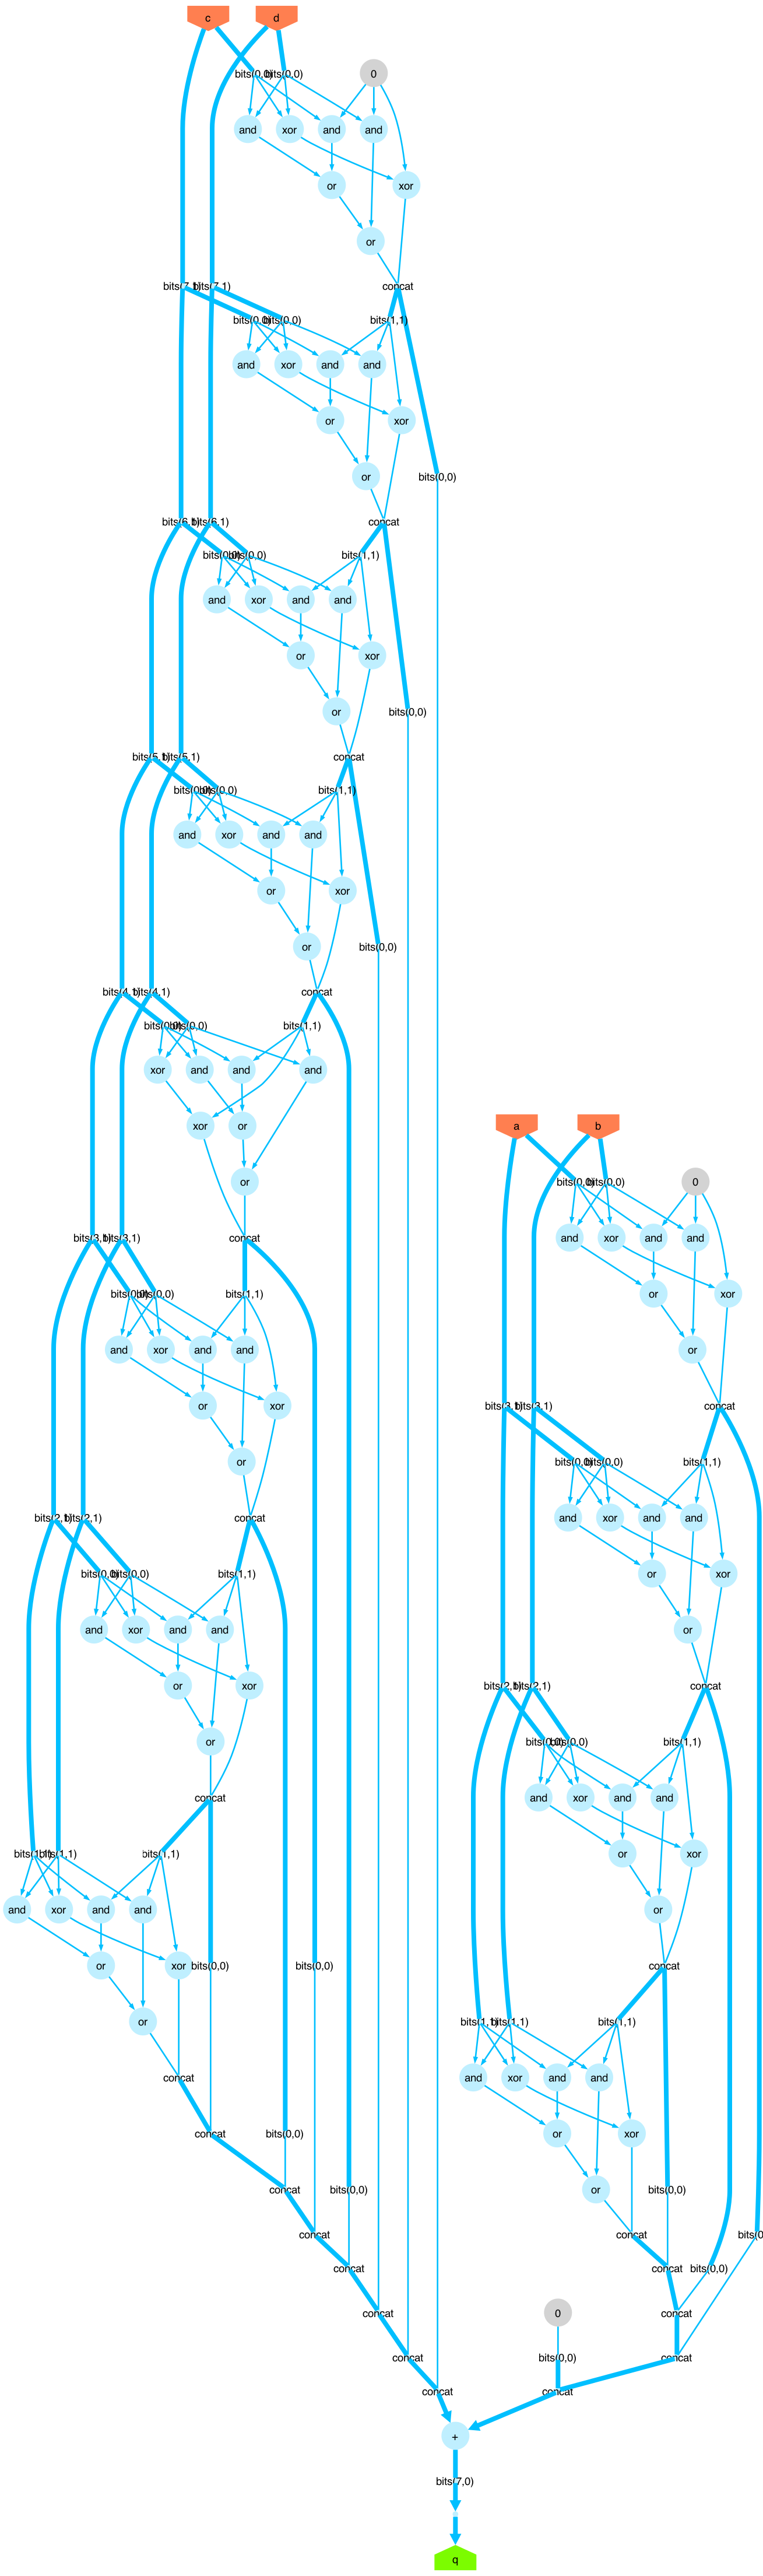 c d
bits(0,0) bits(0,0) 0
and xor and and
or xor
or
bits(7,1) bits(7,1) concat
bits(0,0) bits(0,0) bits(1,1)
and xor and and
or xor
or bits(0,0)
bits(6,1) bits(6,1) concat
bits(0,0) bits(0,0) bits(1,1)
and xor and and
or xor
or bits(0,0)
bits(5,1) bits(5,1) concat
bits(0,0) bits(0,0) bits(1,1)
and xor and and
or xor
or bits(0,0)
bits(4,1) bits(4,1) concat
bits(0,0) bits(0,0) bits(1,1)
xor and and and
xor or
or
bits(3,1) bits(3,1) concat
bits(0,0) bits(0,0) bits(1,1)
and xor and and
or xor
or
bits(2,1) bits(2,1) concat
bits(0,0) bits(0,0) bits(1,1)
and xor and and
or xor
or
concat
bits(1,1) bits(1,1) bits(1,1)
and xor and and
or xor bits(0,0) bits(0,0)
or
concat
concat bits(0,0)
concat bits(0,0)
concat
concat
concat
concat
concat
a b
bits(0,0) bits(0,0) 0
and xor and and
or xor
or
bits(3,1) bits(3,1) concat
bits(0,0) bits(0,0) bits(1,1)
and xor and and
or xor
or
bits(2,1) bits(2,1) concat
bits(0,0) bits(0,0) bits(1,1)
and xor and and
or xor
or
concat
bits(1,1) bits(1,1) bits(1,1)
and xor and and
or xor
or bits(0,0)
concat bits(0
concat bits(0,0)
0 concat
bits(0,0) concat
concat
+
bits(7,0)
q